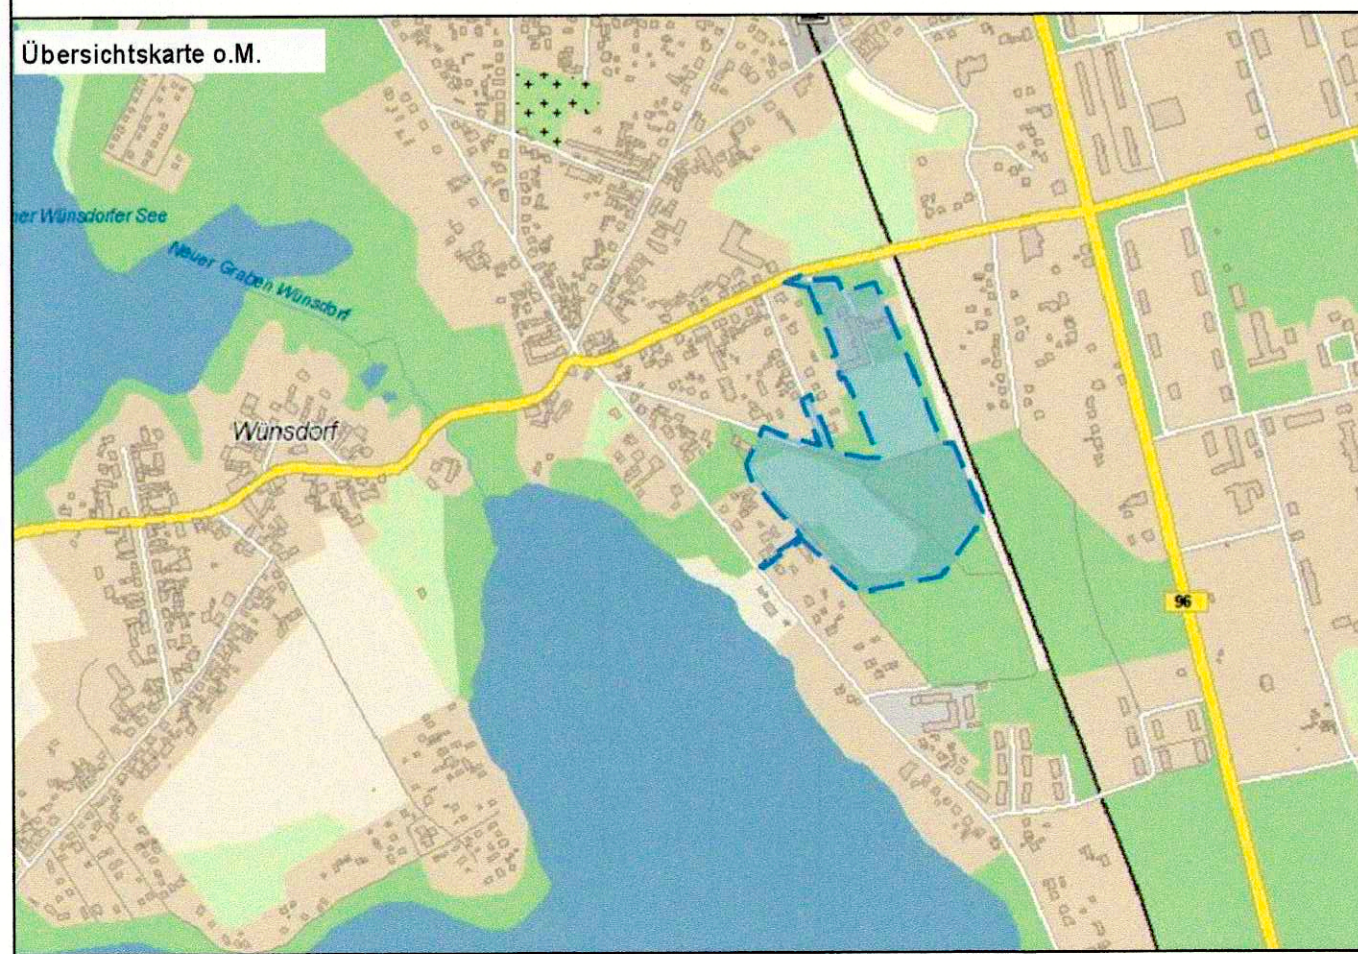 Übersichtskarte o.M.
er Wünsdorfer See
Neuer Graben Wünsdorf
Wünsdorf
96